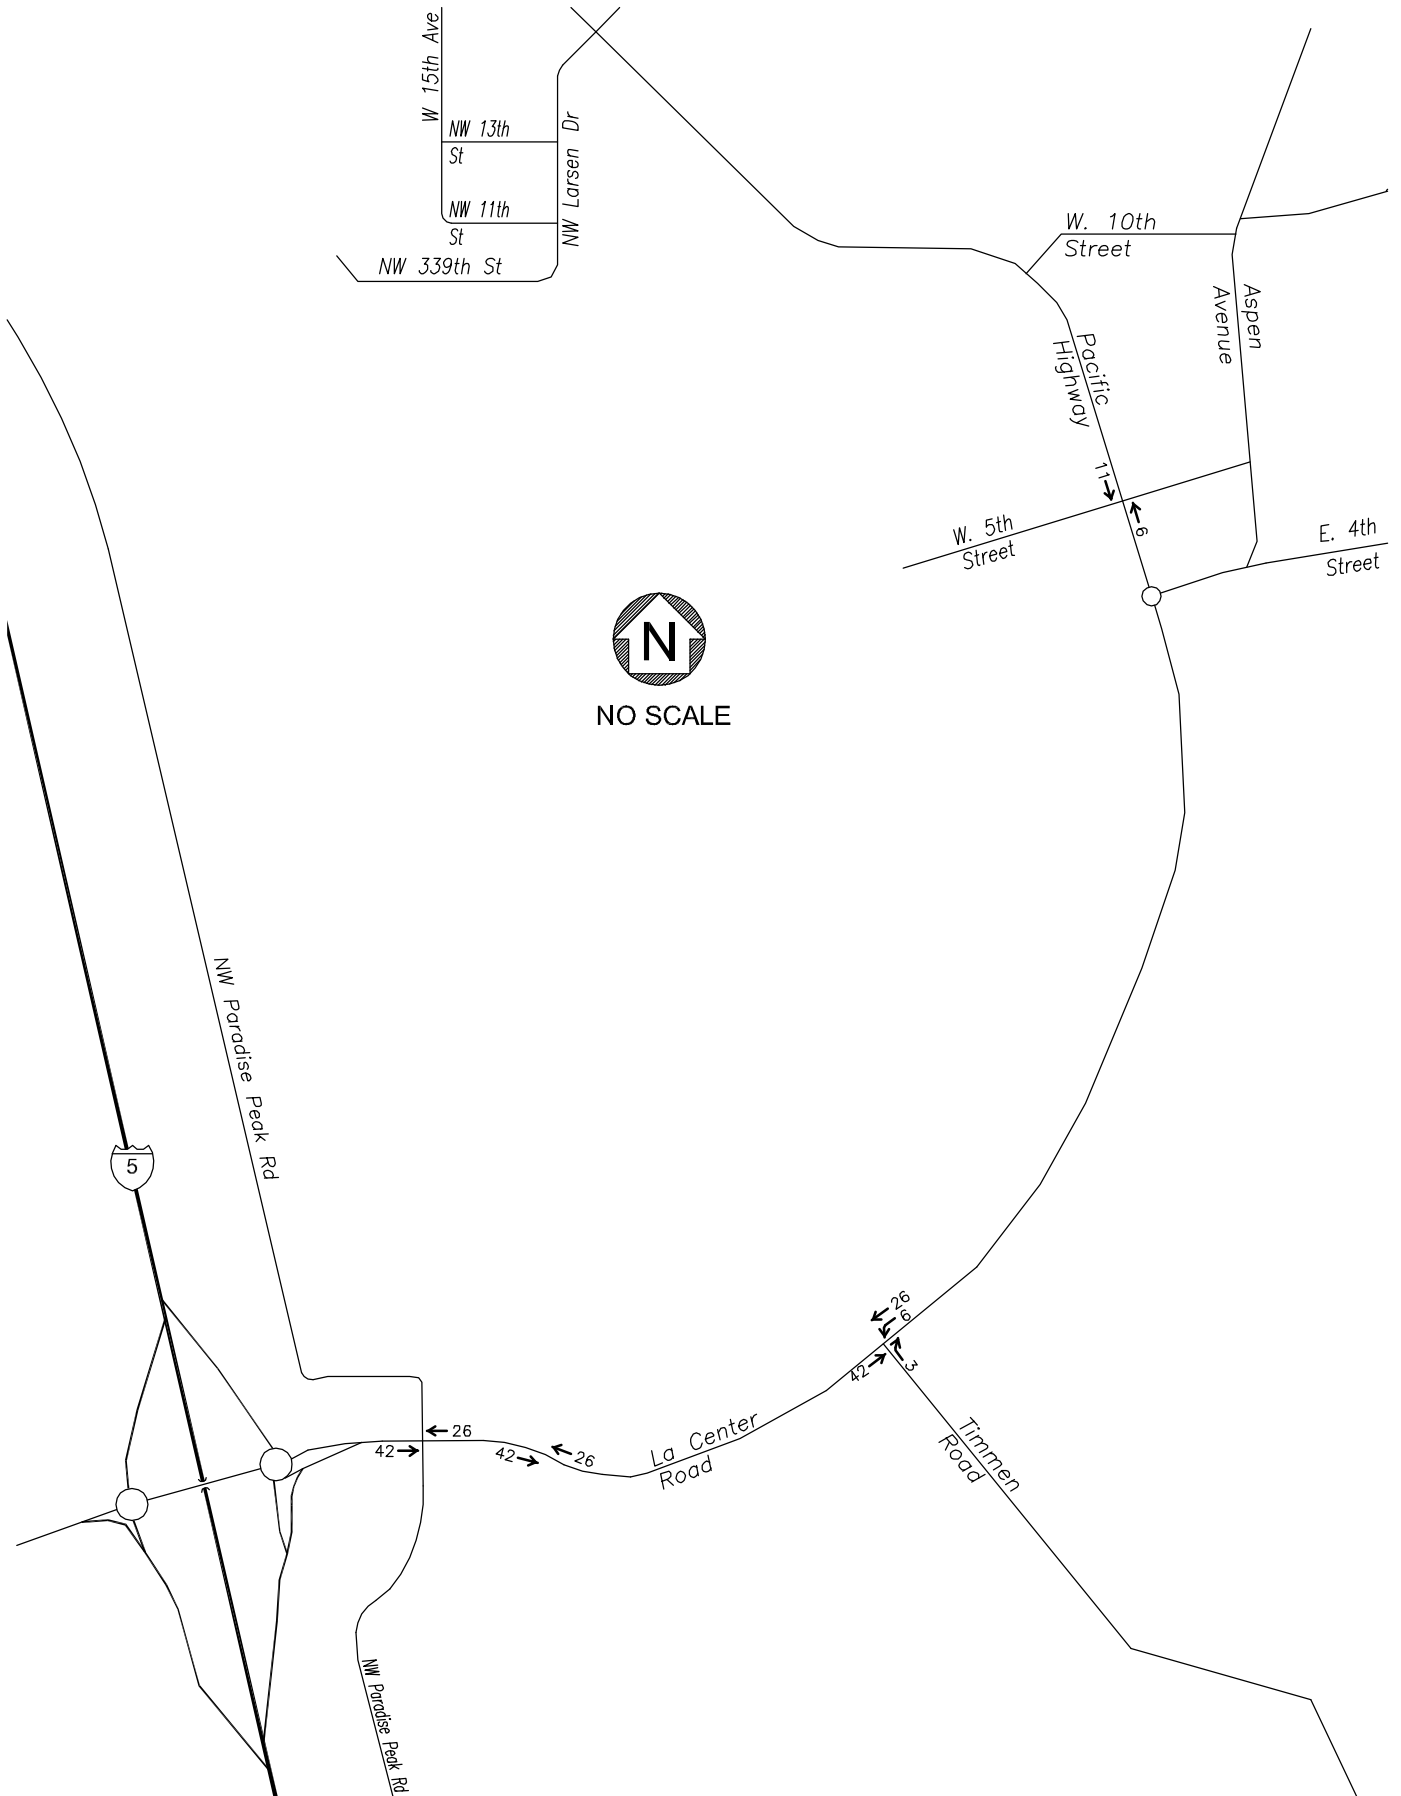 W 15th Ave
NW 13th
St
NW Larsen Dr
NW 11th
St
NW 339th St
W. 10th
Street
Aspen
Avenue
Pacific
Highway
11
6
W. 5th
Street
E. 4th
Street
N
NO SCALE
NW Paradise Peak Rd
5
26
6
42
3
26
42
42
26
La Center
Road
Timmen
Road
NW Paradise Peak Rd